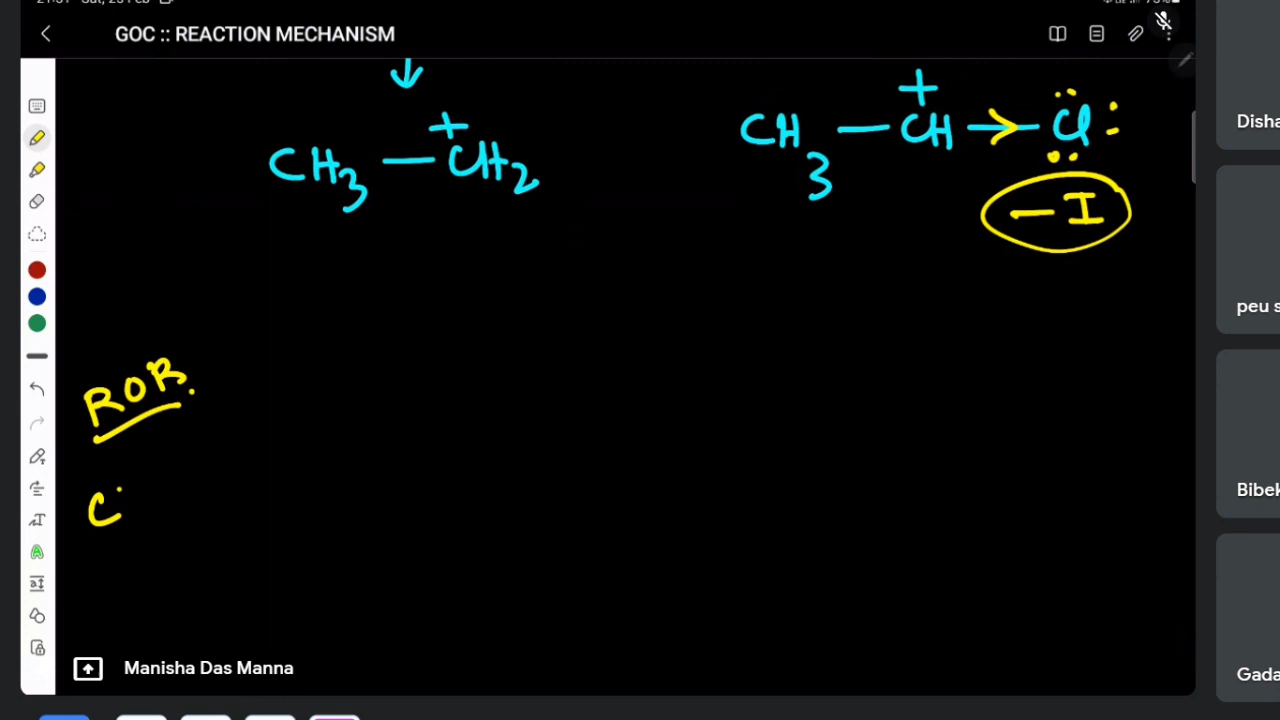 GOC :: REACTION MECHANISM
CH3 — CH2 +
CH3 — CH + → Cl
— I
ROR.
C
Manisha Das Manna
Disha
peu s
Bibek
Gada